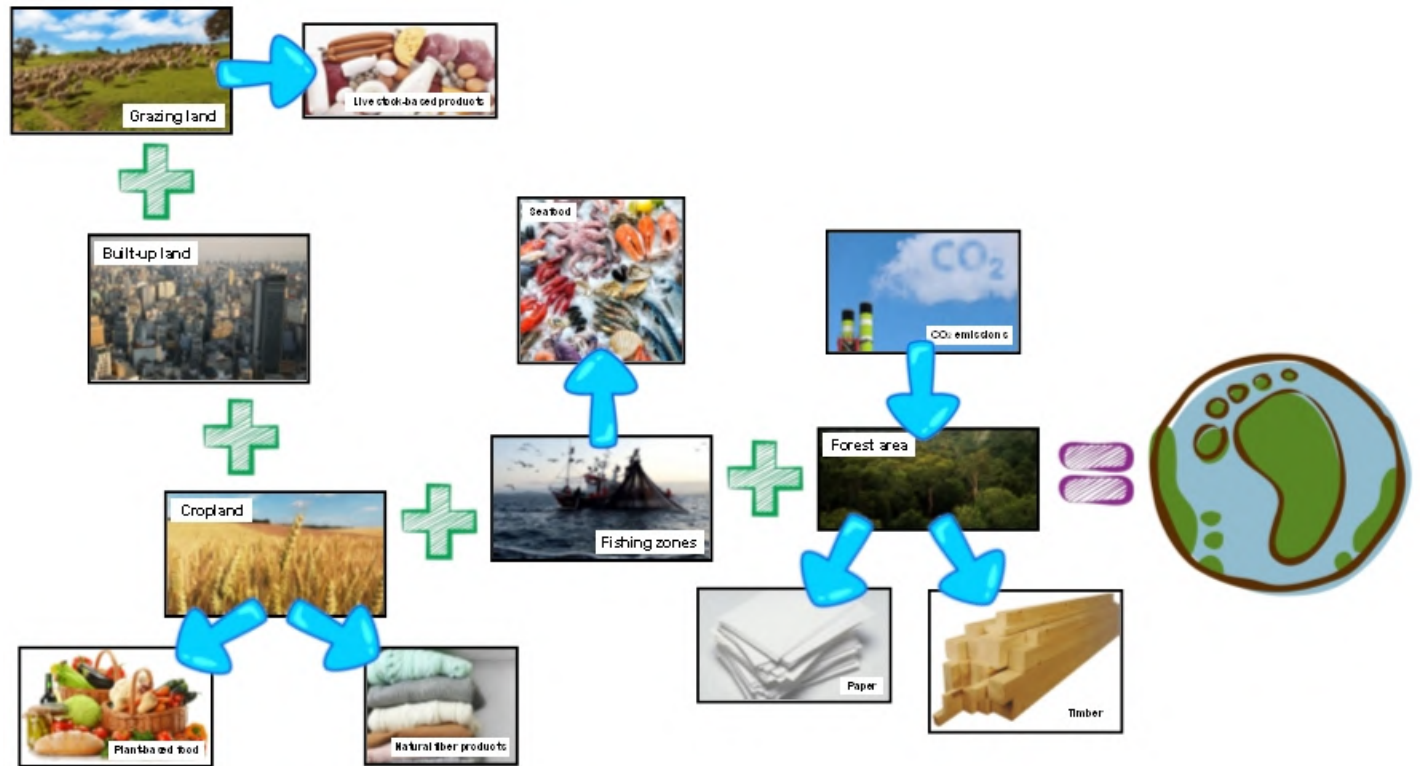 Grazing land
Live stock-based products
Built-up land
Seafood
CO₂
CO₂ emissions
Forest area
Cropland
Fishing zones
Paper
Timber
Plant-based food
Natural fiber products